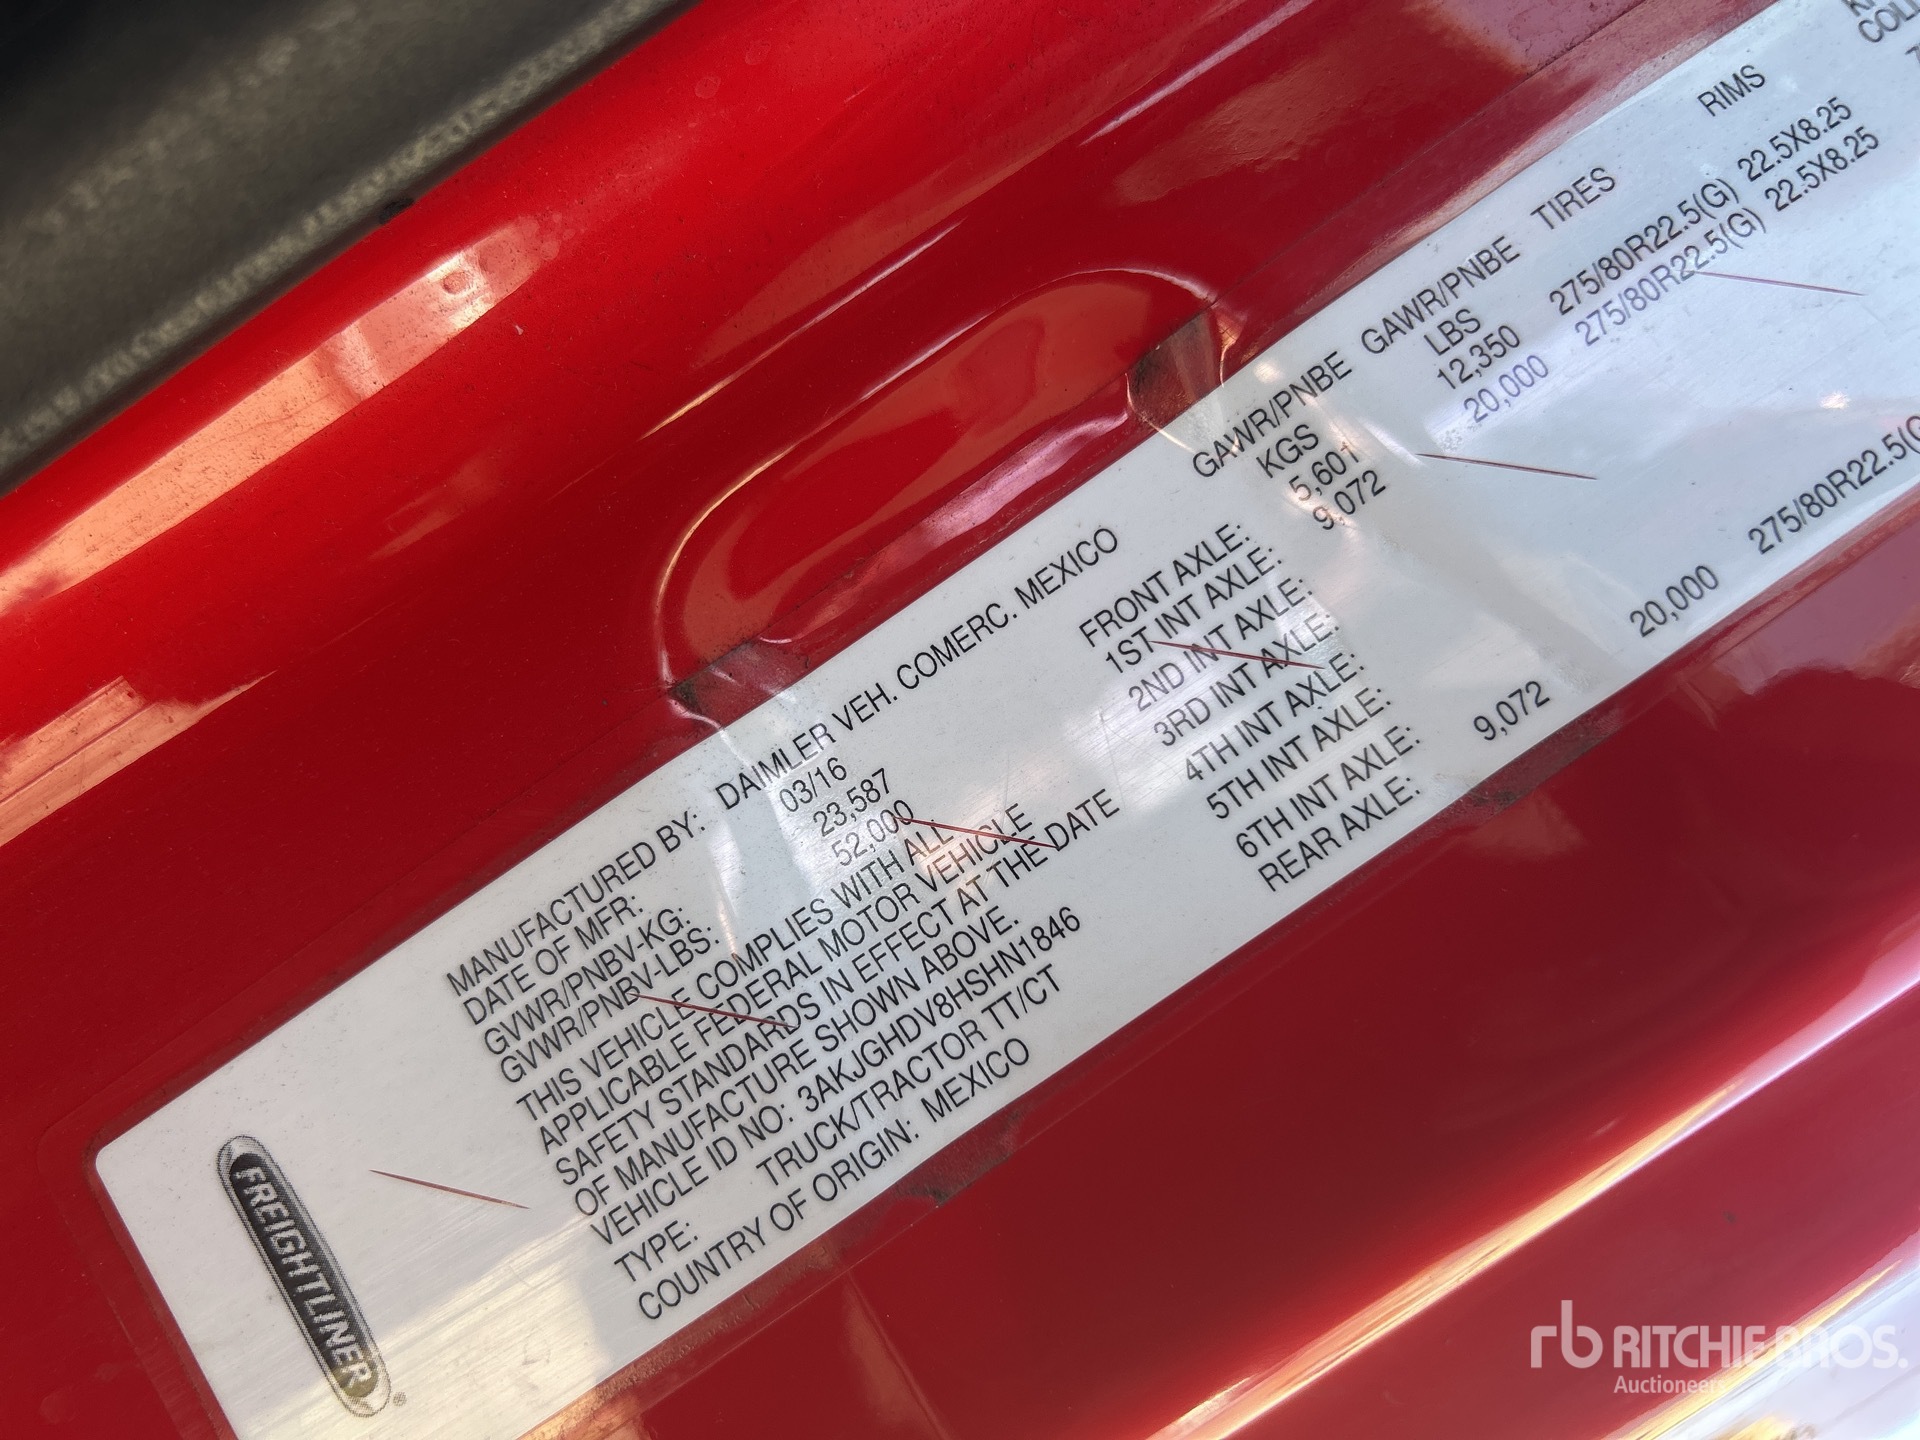 MANUFACTURED BY: DAIMLER VEH. COMERC. MEXICO
DATE OF MFR: 03/16
GVWR/PNBV-KG: 23,587
GVWR/PNBV-LBS: 52,000
THIS VEHICLE COMPLIES WITH ALL
APPLICABLE FEDERAL MOTOR VEHICLE
SAFETY STANDARDS IN EFFECT AT THE DATE
OF MANUFACTURE SHOWN ABOVE.
VEHICLE ID NO: 3AKJGHDV8HSHN1846
TYPE: TRUCK/TRACTOR TT/CT
COUNTRY OF ORIGIN: MEXICO
GAWR/PNBE GAWR/PNBE TIRES RIMS
KGS LBS
FRONT AXLE: 5,601 12,350 275/80R22.5(G) 22.5X8.25
1ST INT AXLE: 9,072 20,000 275/80R22.5(G) 22.5X8.25
2ND INT AXLE:
3RD INT AXLE:
4TH INT AXLE:
5TH INT AXLE:
6TH INT AXLE:
REAR AXLE: 9,072 20,000 275/80R22.5(G
FREIGHTLINER
rb RITCHIE BROS.
Auctioneers